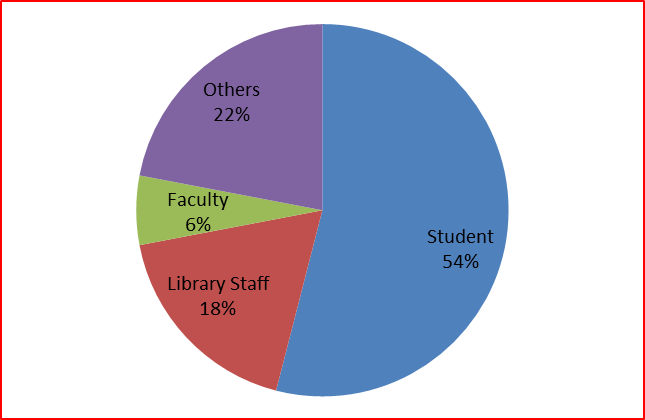 Others
22%
Faculty
6%
Student
54%
Library Staff
18%